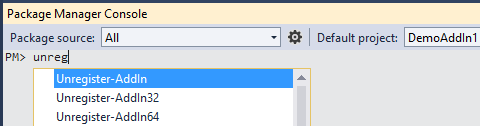 Package Manager Console
Package source: All Default project: DemoAddIn1
PM> unreg
Unregister-AddIn
Unregister-AddIn32
Unregister-AddIn64